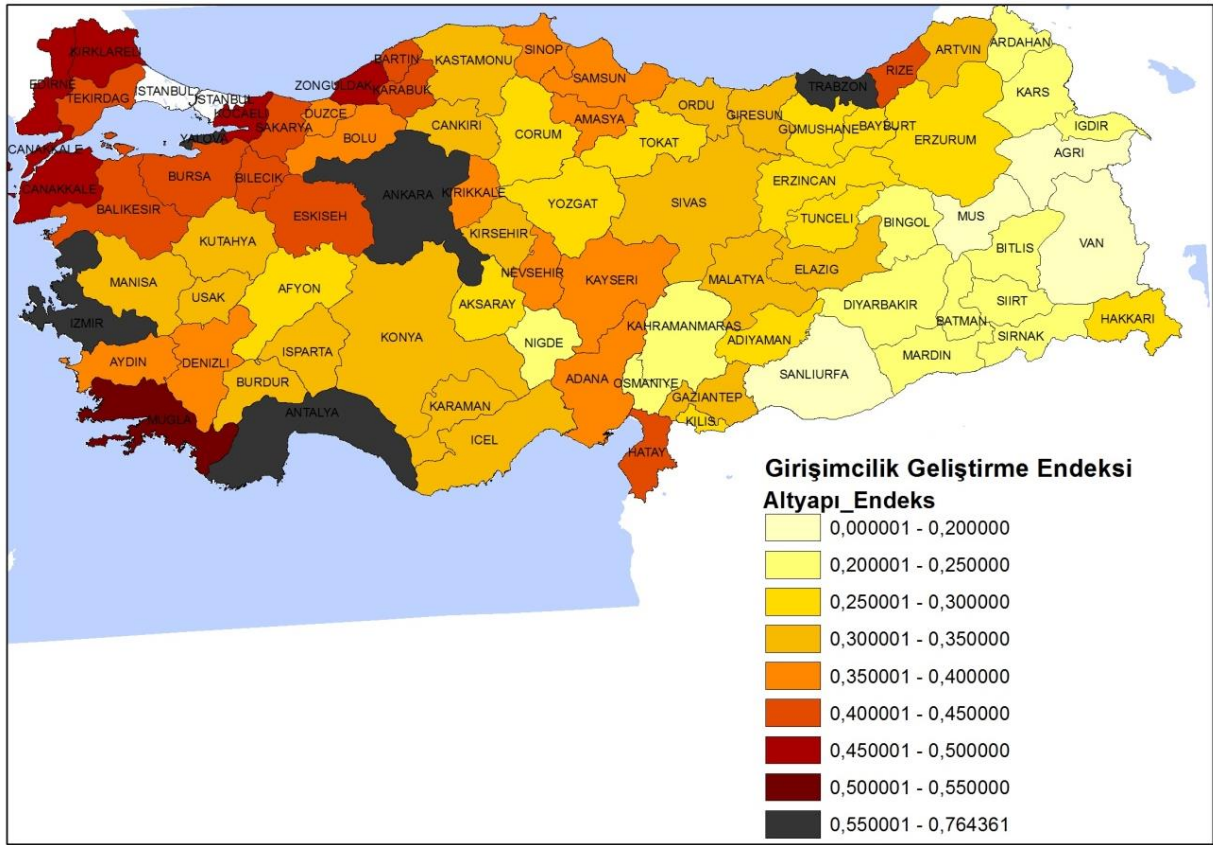 KIRKLARELI
EDIRNE
TEKIRDAG
ISTANBUL2
ISTANBUL
KOCAELI
YALOVA
SAKARYA
DUZCE
BOLU
ZONGULDAK
BARTIN
KARABUK
KASTAMONU
SINOP
SAMSUN
CANKIRI
CORUM
AMASYA
ORDU
GIRESUN
TOKAT
TRABZON
RIZE
ARTVIN
ARDAHAN
KARS
GUMUSHANE
BAYBURT
ERZURUM
IGDIR
AGRI
CANAKKALE
CANAKKALE
BURSA
BILECIK
BALIKESIR
ESKISEH
ANKARA
KIRIKKALE
YOZGAT
SIVAS
ERZINCAN
TUNCELI
BINGOL
MUS
VAN
BITLIS
KUTAHYA
KIRSEHIR
MANISA
USAK
AFYON
NEVSEHIR
KAYSERI
MALATYA
ELAZIG
AKSARAY
DIYARBAKIR
SIIRT
BATMAN
SIRNAK
HAKKARI
IZMIR
KONYA
NIGDE
KAHRAMANMARAS
ADIYAMAN
MARDIN
AYDIN
DENIZLI
ISPARTA
BURDUR
SANLIURFA
ADANA
OSMANIYE
GAZIANTEP
KILIS
MUGLA
ANTALYA
KARAMAN
ICEL
HATAY
Girişimcilik Geliştirme Endeksi
Altyapı_Endeks
0,000001 - 0,200000
0,200001 - 0,250000
0,250001 - 0,300000
0,300001 - 0,350000
0,350001 - 0,400000
0,400001 - 0,450000
0,450001 - 0,500000
0,500001 - 0,550000
0,550001 - 0,764361